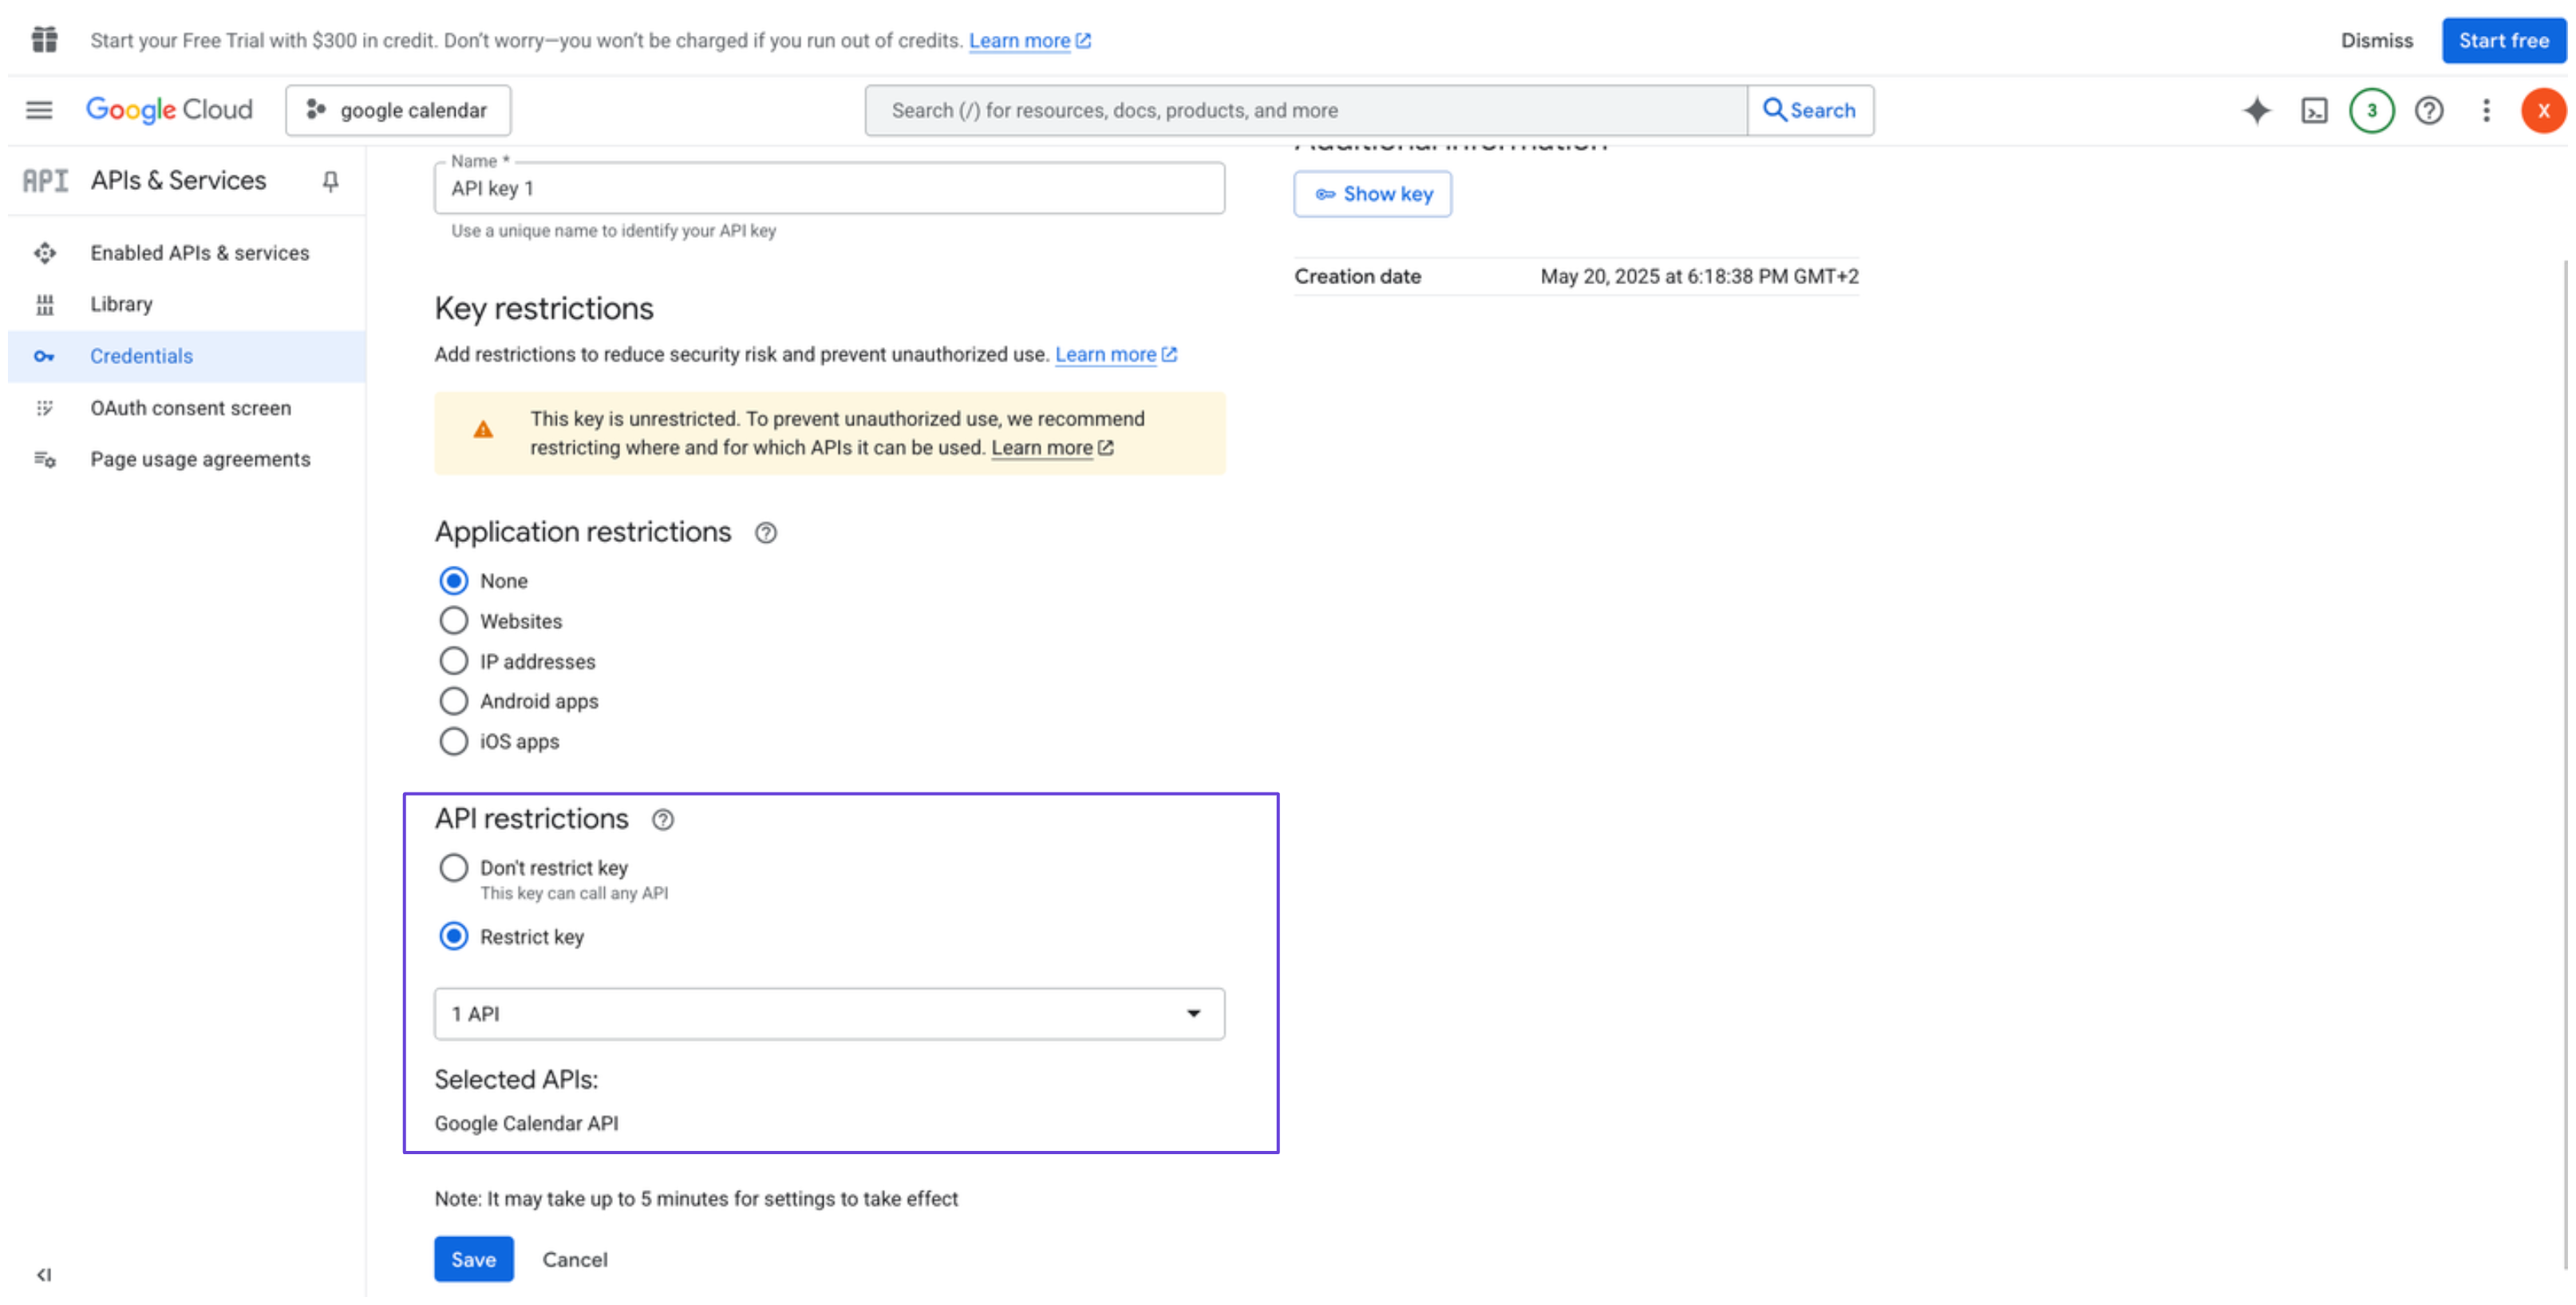 Start your Free Trial with $300 in credit. Don't worry—you won't be charged if you run out of credits. Learn more
Dismiss
Start free
Google Cloud
google calendar
Search (/) for resources, docs, products, and more
Search
3
X
API
APIs & Services
Enabled APIs & services
Library
Credentials
OAuth consent screen
Page usage agreements
Name *
API key 1
Use a unique name to identify your API key
Key restrictions
Add restrictions to reduce security risk and prevent unauthorized use. Learn more
This key is unrestricted. To prevent unauthorized use, we recommend
restricting where and for which APIs it can be used. Learn more
Application restrictions
None
Websites
IP addresses
Android apps
iOS apps
API restrictions
Don't restrict key
This key can call any API
Restrict key
1 API
Selected APIs:
Google Calendar API
Note: It may take up to 5 minutes for settings to take effect
Save
Cancel
Additional information
Show key
Creation date
May 20, 2025 at 6:18:38 PM GMT+2